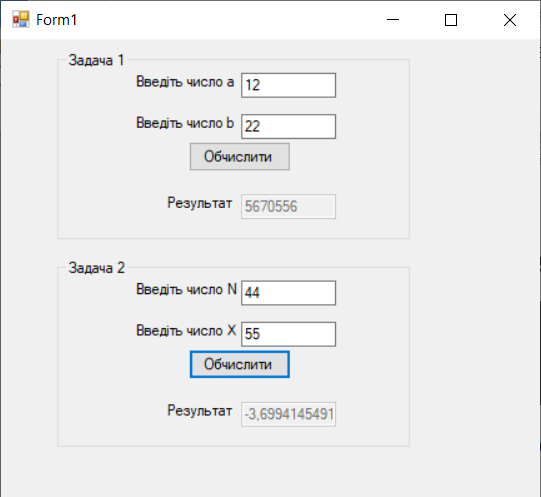 Form1
Задача 1
Введіть число a 12
Введіть число b 22
Обчислити
Результат 5670556
Задача 2
Введіть число N 44
Введіть число X 55
Обчислити
Результат -3,6994145491